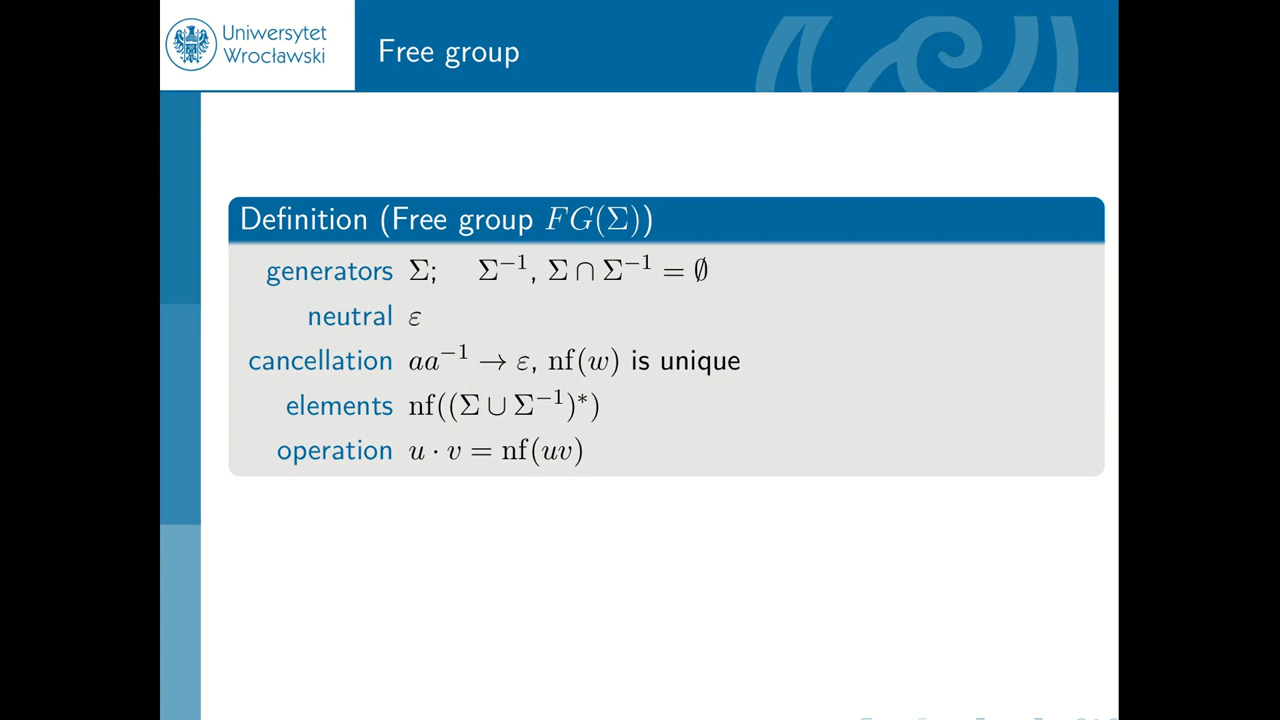 Uniwersytet
Wrocławski
Free group
Definition (Free group FG(Σ))
generators Σ; Σ⁻¹, Σ ∩ Σ⁻¹ = ∅
neutral ε
cancellation aa⁻¹ → ε, nf(w) is unique
elements nf((Σ ∪ Σ⁻¹)*)
operation u · v = nf(uv)